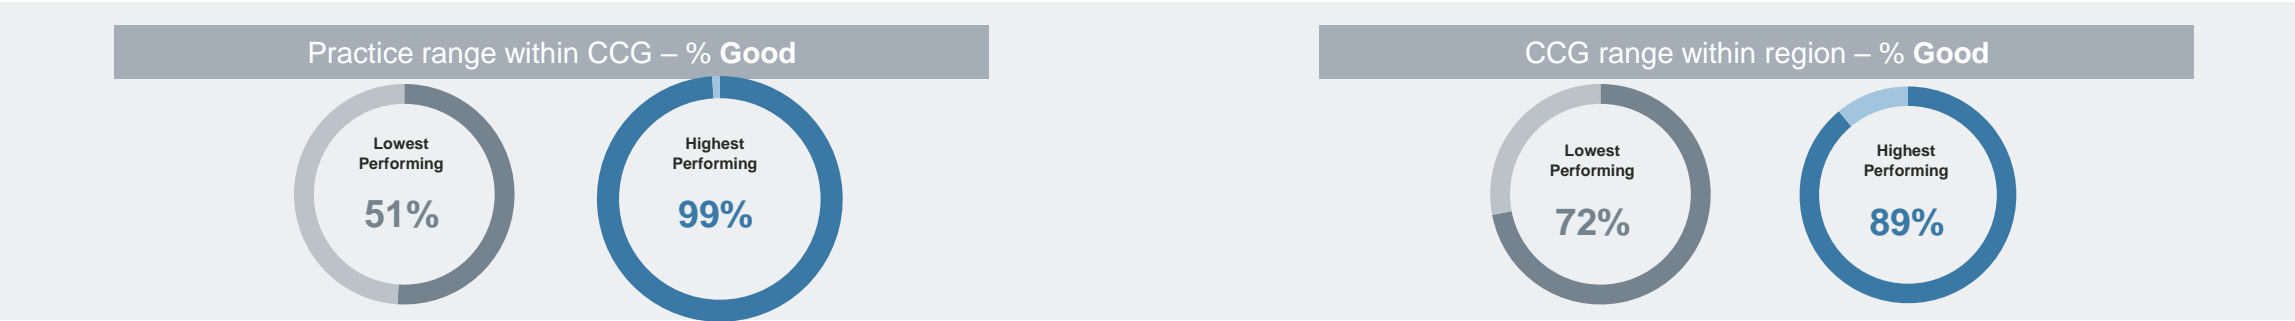 Practice range within CCG – % Good
Lowest
Performing
51%
Highest
Performing
99%
CCG range within region – % Good
Lowest
Performing
72%
Highest
Performing
89%